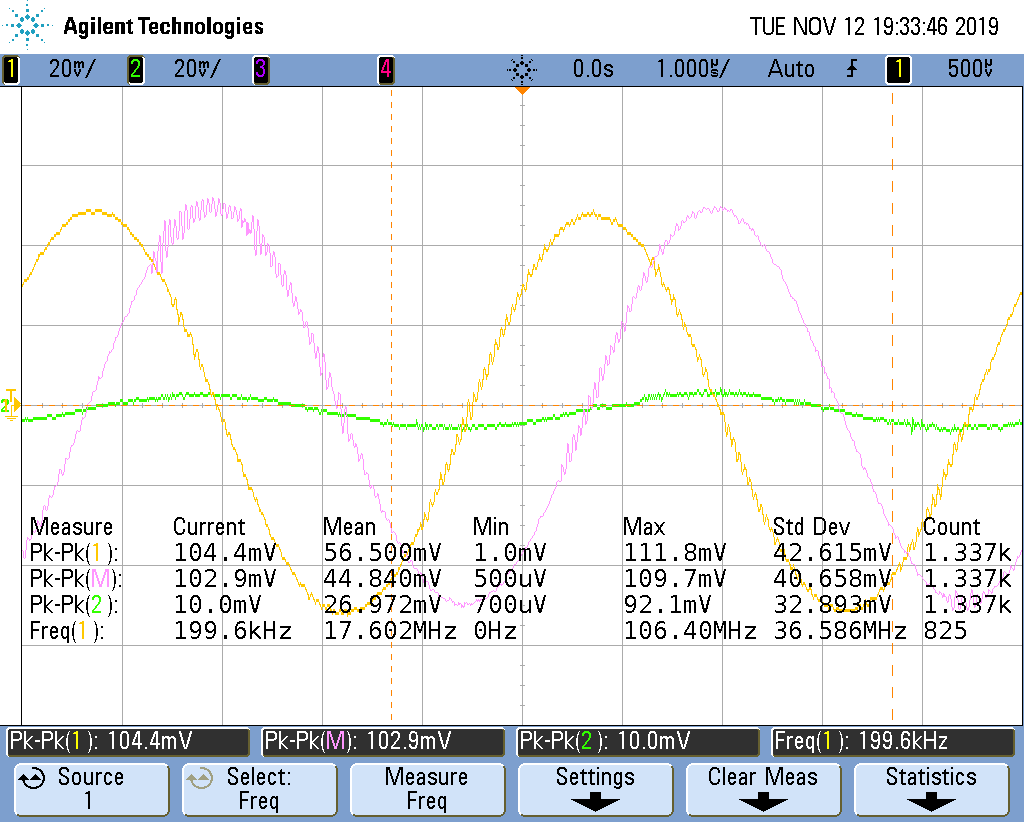 Agilent Technologies TUE NOV 12 19:33:46 2019
1 20mV/ 2 20mV/ 3 4 0.0s 1.000µs/ Auto 1 500µV
2
Measure Current Mean Min Max Std Dev Count
Pk-Pk(1): 104.4mV 56.500mV 1.0mV 111.8mV 42.615mV 1.337k
Pk-Pk(M): 102.9mV 44.840mV 500uV 109.7mV 40.658mV 1.337k
Pk-Pk(2): 10.0mV 26.972mV 700uV 92.1mV 32.893mV 1.337k
Freq(1): 199.6kHz 17.602MHz 0Hz 106.40MHz 36.586MHz 825
Pk-Pk(1): 104.4mV Pk-Pk(M): 102.9mV Pk-Pk(2): 10.0mV Freq(1): 199.6kHz
Source Select: Measure Settings Clear Meas Statistics
1 Freq Freq